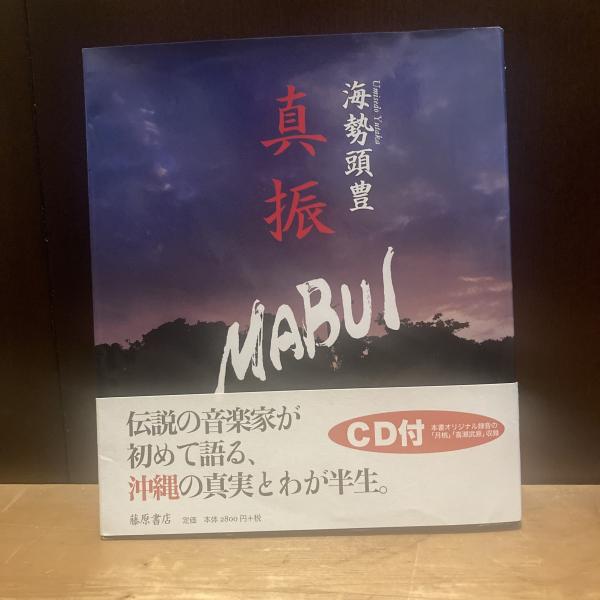 海勢頭豊
Umisedo Yutaka
真振
MABUI
伝説の音楽家が
初めて語る、
沖縄の真実とわが半生。
CD付
本書オリジナル録音の
「月桃」「喜瀬武原」収録
藤原書店 定価 本体2800円+税